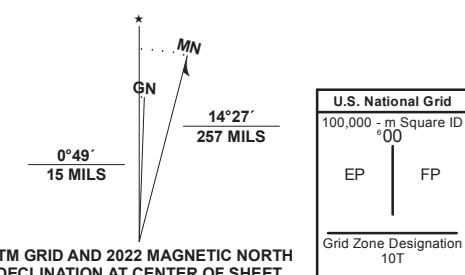 ★
MN
GN
0°49´
15 MILS
14°27´
257 MILS
TM GRID AND 2022 MAGNETIC NORTH
DECLINATION AT CENTER OF SHEET
U.S. National Grid
100,000 - m Square ID
⁶00
EP
FP
Grid Zone Designation
10T